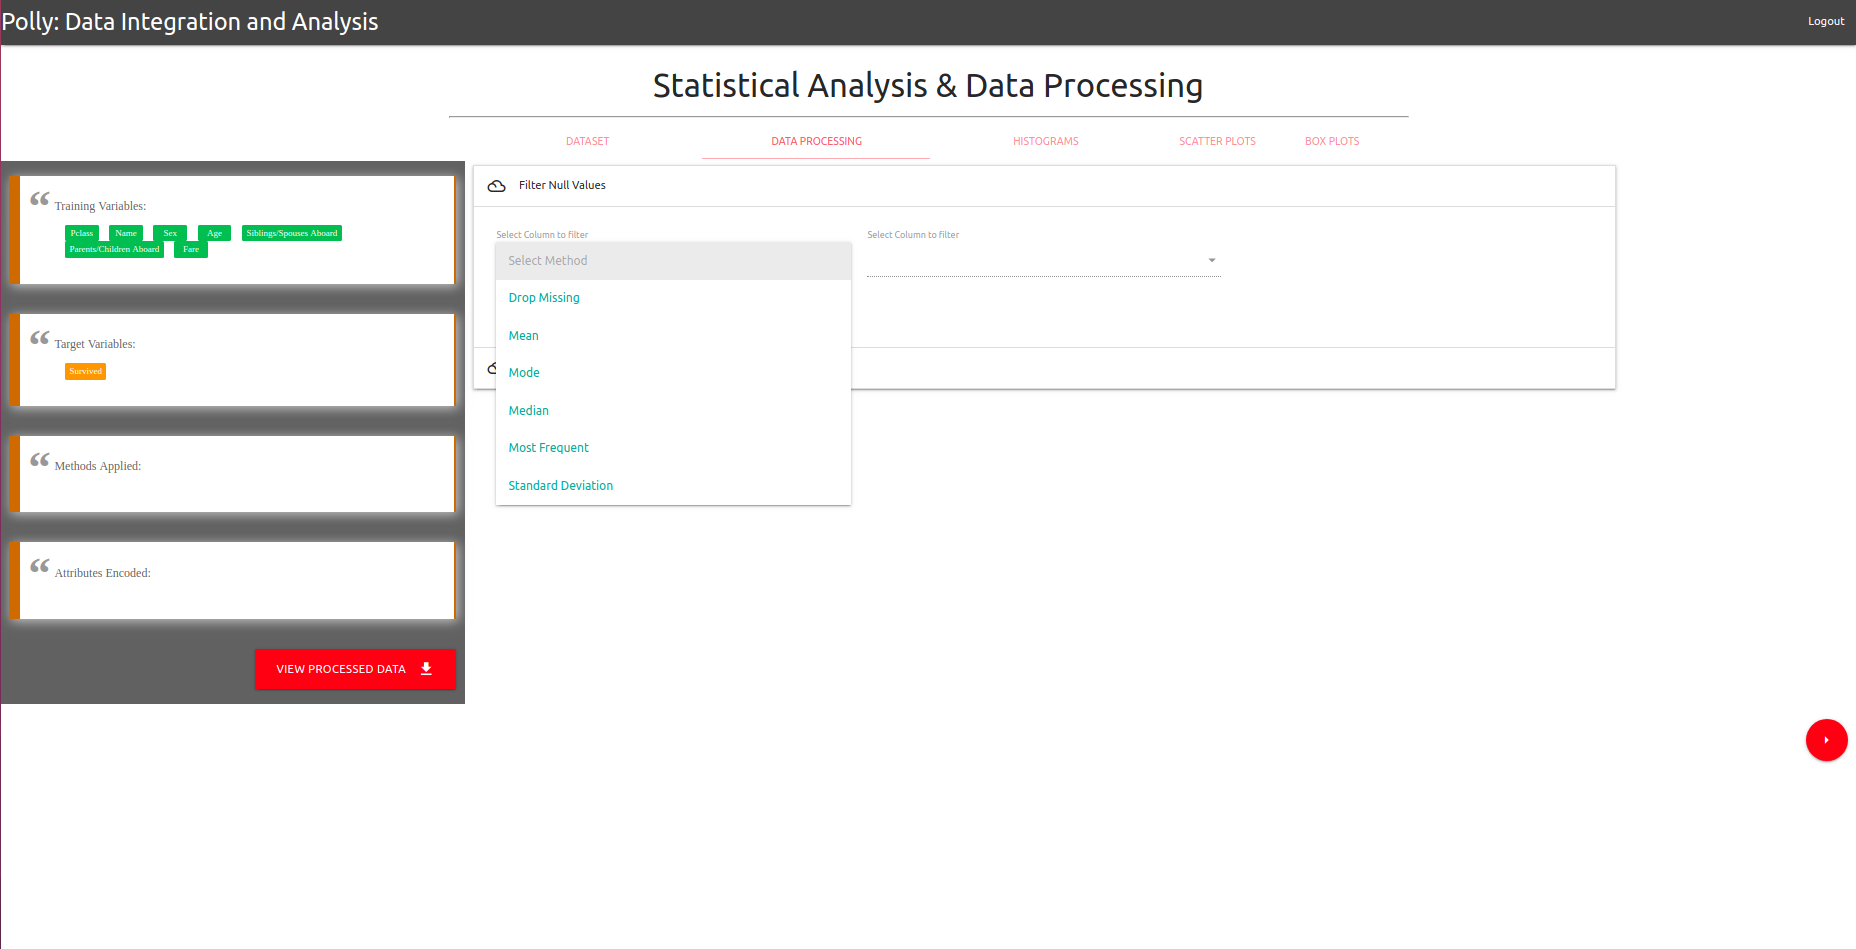 Polly: Data Integration and Analysis
Logout
Statistical Analysis & Data Processing
DATASET DATA PROCESSING HISTOGRAMS SCATTER PLOTS BOX PLOTS
“ Training Variables:
Pclass Name Sex Age Siblings/Spouses Aboard
Parents/Children Aboard Fare
“ Target Variables:
Survived
“ Methods Applied:
“ Attributes Encoded:
VIEW PROCESSED DATA
Filter Null Values
Select Column to filter
Select Method
Drop Missing
Mean
Mode
Median
Most Frequent
Standard Deviation
Select Column to filter